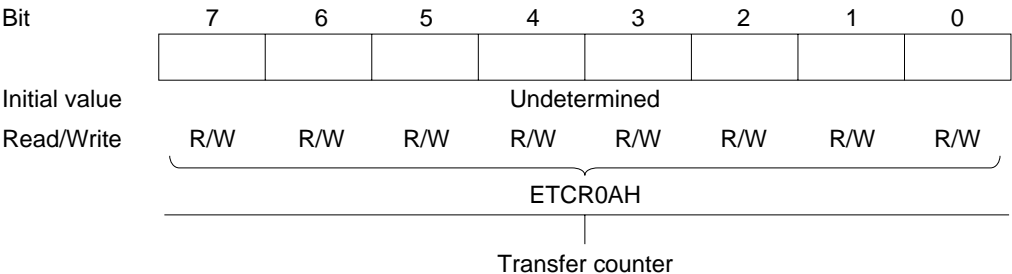 Bit 7 6 5 4 3 2 1 0
Initial value Undetermined
Read/Write R/W R/W R/W R/W R/W R/W R/W R/W
ETCR0AH
Transfer counter